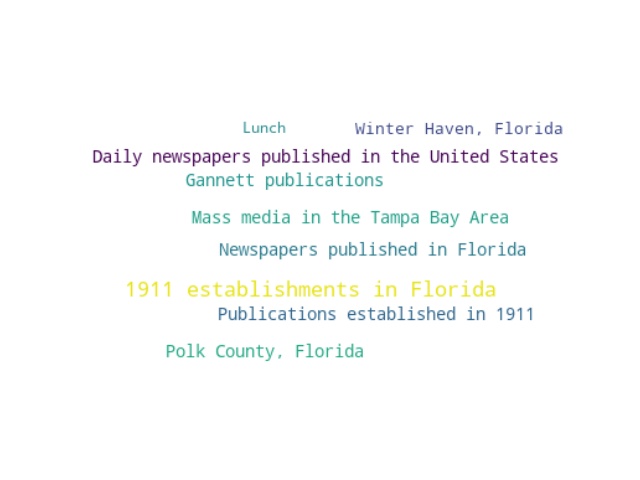 Lunch
Winter Haven, Florida
Daily newspapers published in the United States
Gannett publications
Mass media in the Tampa Bay Area
Newspapers published in Florida
1911 establishments in Florida
Publications established in 1911
Polk County, Florida